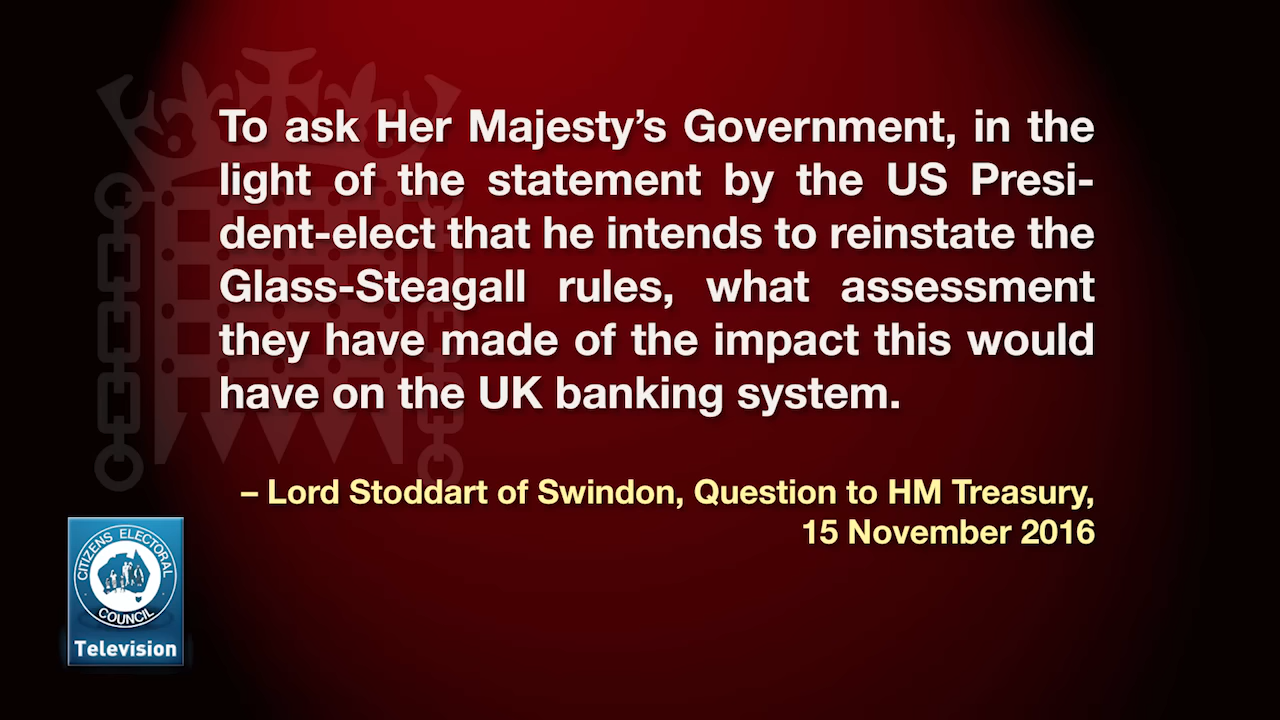 To ask Her Majesty’s Government, in the
light of the statement by the US Presi-
dent-elect that he intends to reinstate the
Glass-Steagall rules, what assessment
they have made of the impact this would
have on the UK banking system.
– Lord Stoddart of Swindon, Question to HM Treasury,
15 November 2016
CITIZENS ELECTORAL
COUNCIL
Television